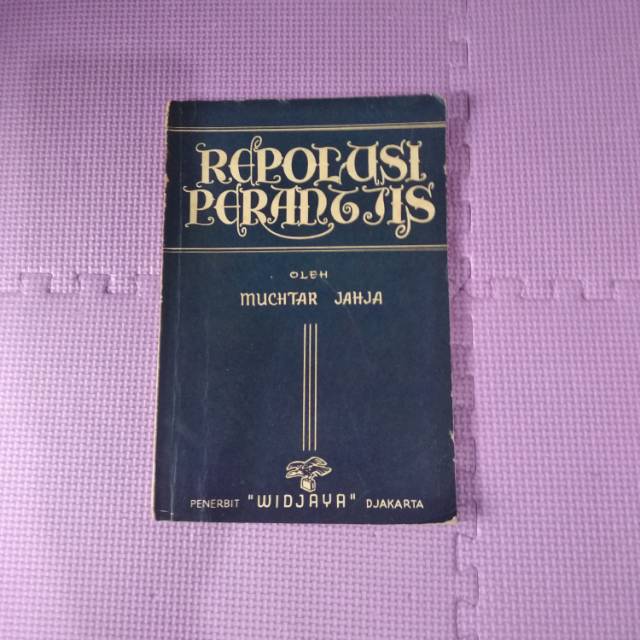 REPOLUSI
PERANTJIS
OLEH
MUCHTAR JAHJA
PENERBIT "WIDJAYA" DJAKARTA